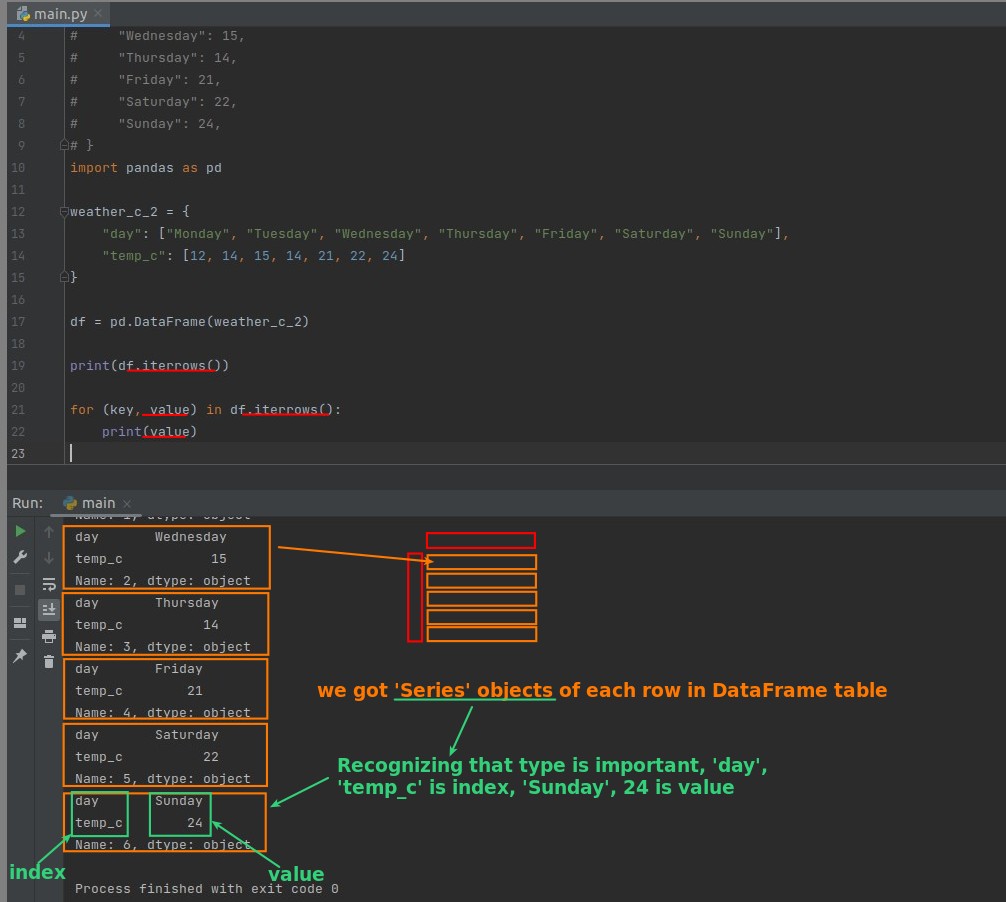 main.py
4 #     "Wednesday": 15,
5 #     "Thursday": 14,
6 #     "Friday": 21,
7 #     "Saturday": 22,
8 #     "Sunday": 24,
9 # }
10 import pandas as pd
11
12 weather_c_2 = {
13     "day": ["Monday", "Tuesday", "Wednesday", "Thursday", "Friday", "Saturday", "Sunday"],
14     "temp_c": [12, 14, 15, 14, 21, 22, 24]
15 }
16
17 df = pd.DataFrame(weather_c_2)
18
19 print(df.iterrows())
20
21 for (key, value) in df.iterrows():
22     print(value)
23
Run: main
Name: 1, dtype: object
day       Wednesday
temp_c           15
Name: 2, dtype: object
day       Thursday
temp_c          14
Name: 3, dtype: object
day       Friday
temp_c        21
Name: 4, dtype: object
day       Saturday
temp_c          22
Name: 5, dtype: object
day       Sunday
temp_c        24
Name: 6, dtype: object
we got 'Series' objects of each row in DataFrame table
Recognizing that type is important, 'day',
'temp_c' is index, 'Sunday', 24 is value
index
value
Process finished with exit code 0